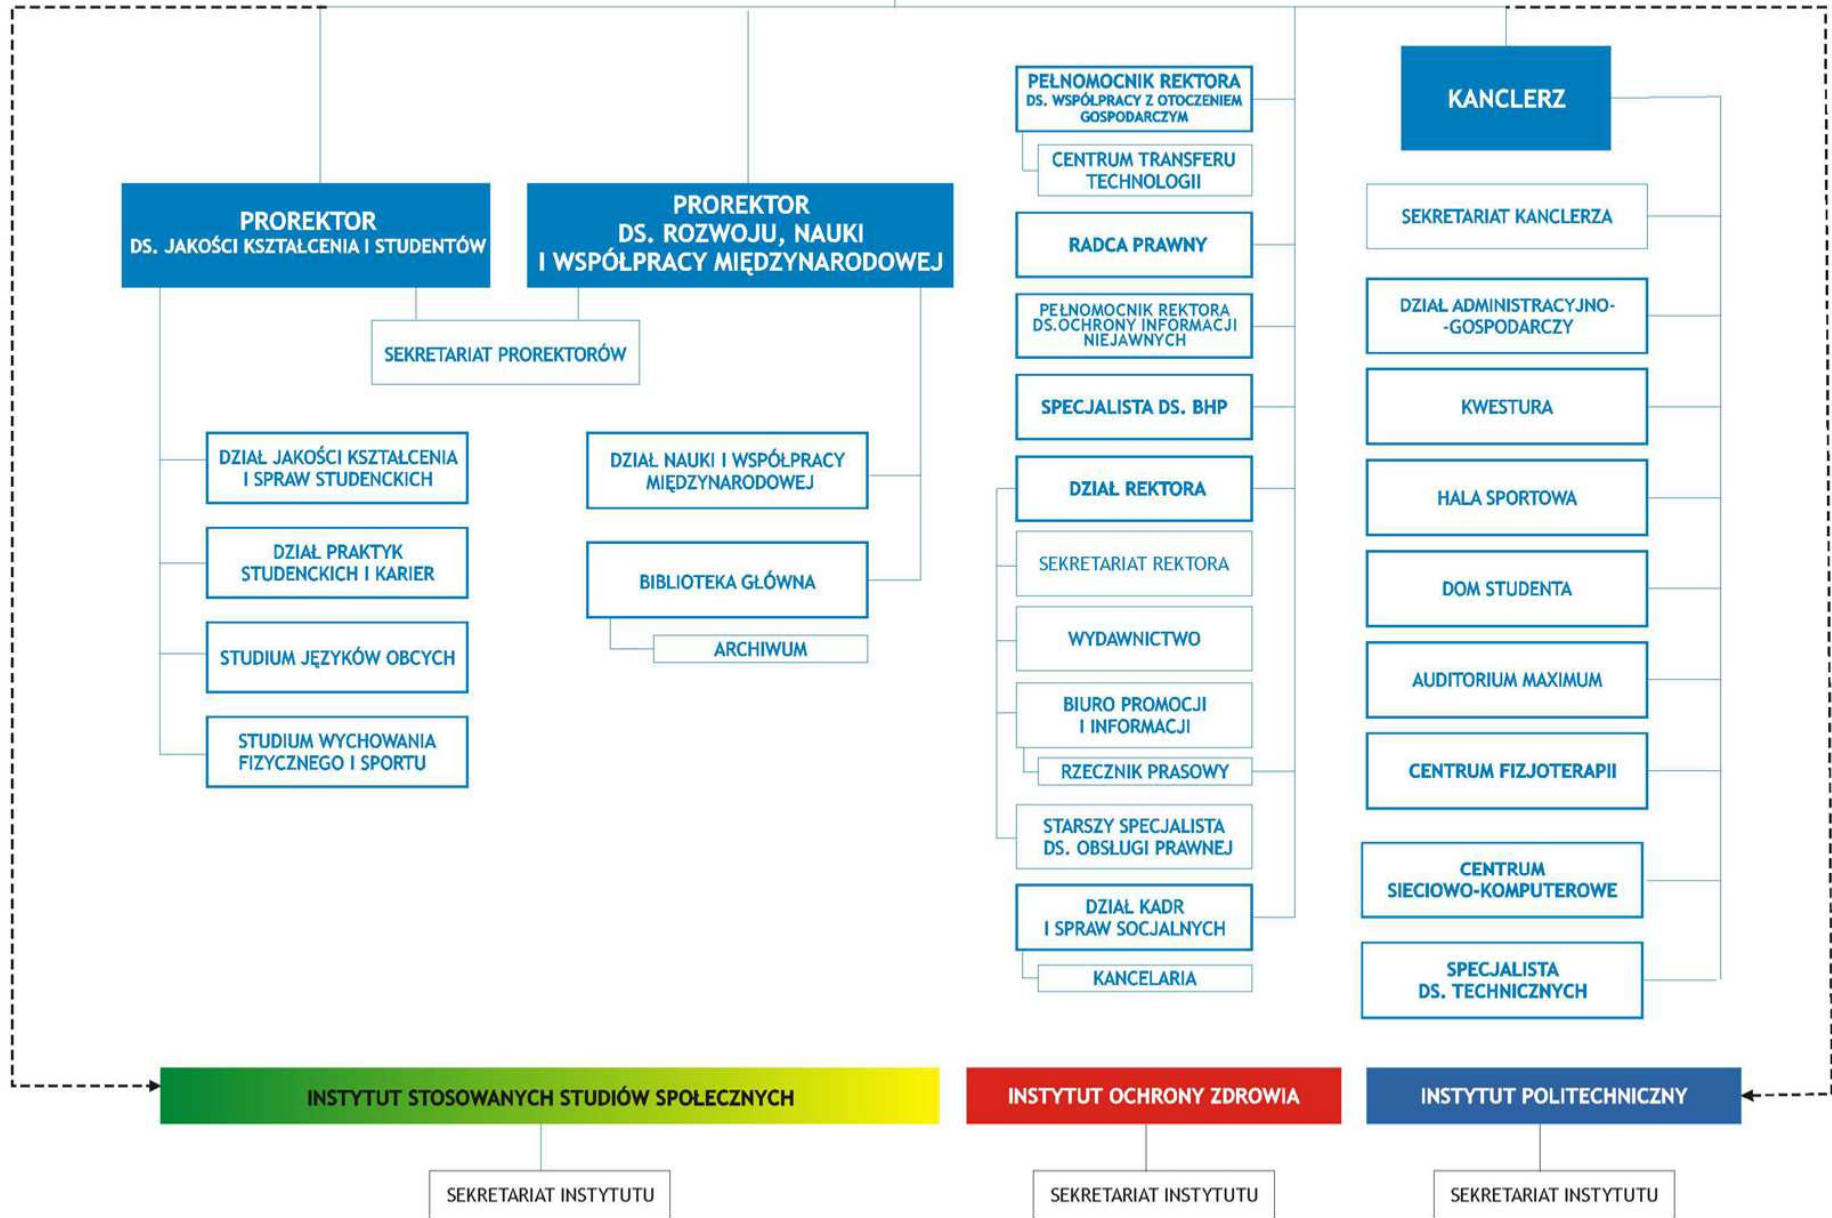 PROREKTOR
DS. JAKOŚCI KSZTAŁCENIA I STUDENTÓW
PROREKTOR
DS. ROZWOJU, NAUKI
I WSPÓŁPRACY MIĘDZYNARODOWEJ
SEKRETARIAT PROREKTORÓW
DZIAŁ JAKOŚCI KSZTAŁCENIA
I SPRAW STUDENCKICH
DZIAŁ PRAKTYK
STUDENCKICH I KARIER
STUDIUM JĘZYKÓW OBCYCH
STUDIUM WYCHOWANIA
FIZYCZNEGO I SPORTU
DZIAŁ NAUKI I WSPÓŁPRACY
MIĘDZYNARODOWEJ
BIBLIOTEKA GŁÓWNA
ARCHIWUM
PEŁNOMOCNIK REKTORA
DS. WSPÓŁPRACY Z OTOCZENIEM
GOSPODARCZYM
CENTRUM TRANSFERU
TECHNOLOGII
RADCA PRAWNY
PEŁNOMOCNIK REKTORA
DS.OCHRONY INFORMACJI
NIEJAWNYCH
SPECJALISTA DS. BHP
DZIAŁ REKTORA
SEKRETARIAT REKTORA
WYDAWNICTWO
BIURO PROMOCJI
I INFORMACJI
RZECZNIK PRASOWY
STARSZY SPECJALISTA
DS. OBSŁUGI PRAWNEJ
DZIAŁ KADR
I SPRAW SOCJALNYCH
KANCELARIA
KANCLERZ
SEKRETARIAT KANCLERZA
DZIAŁ ADMINISTRACYJNO-
-GOSPODARCZY
KWESTURA
HALA SPORTOWA
DOM STUDENTA
AUDITORIUM MAXIMUM
CENTRUM FIZJOTERAPII
CENTRUM
SIECIOWO-KOMPUTEROWE
SPECJALISTA
DS. TECHNICZNYCH
INSTYTUT STOSOWANYCH STUDIÓW SPOŁECZNYCH
INSTYTUT OCHRONY ZDROWIA
INSTYTUT POLITECHNICZNY
SEKRETARIAT INSTYTUTU
SEKRETARIAT INSTYTUTU
SEKRETARIAT INSTYTUTU